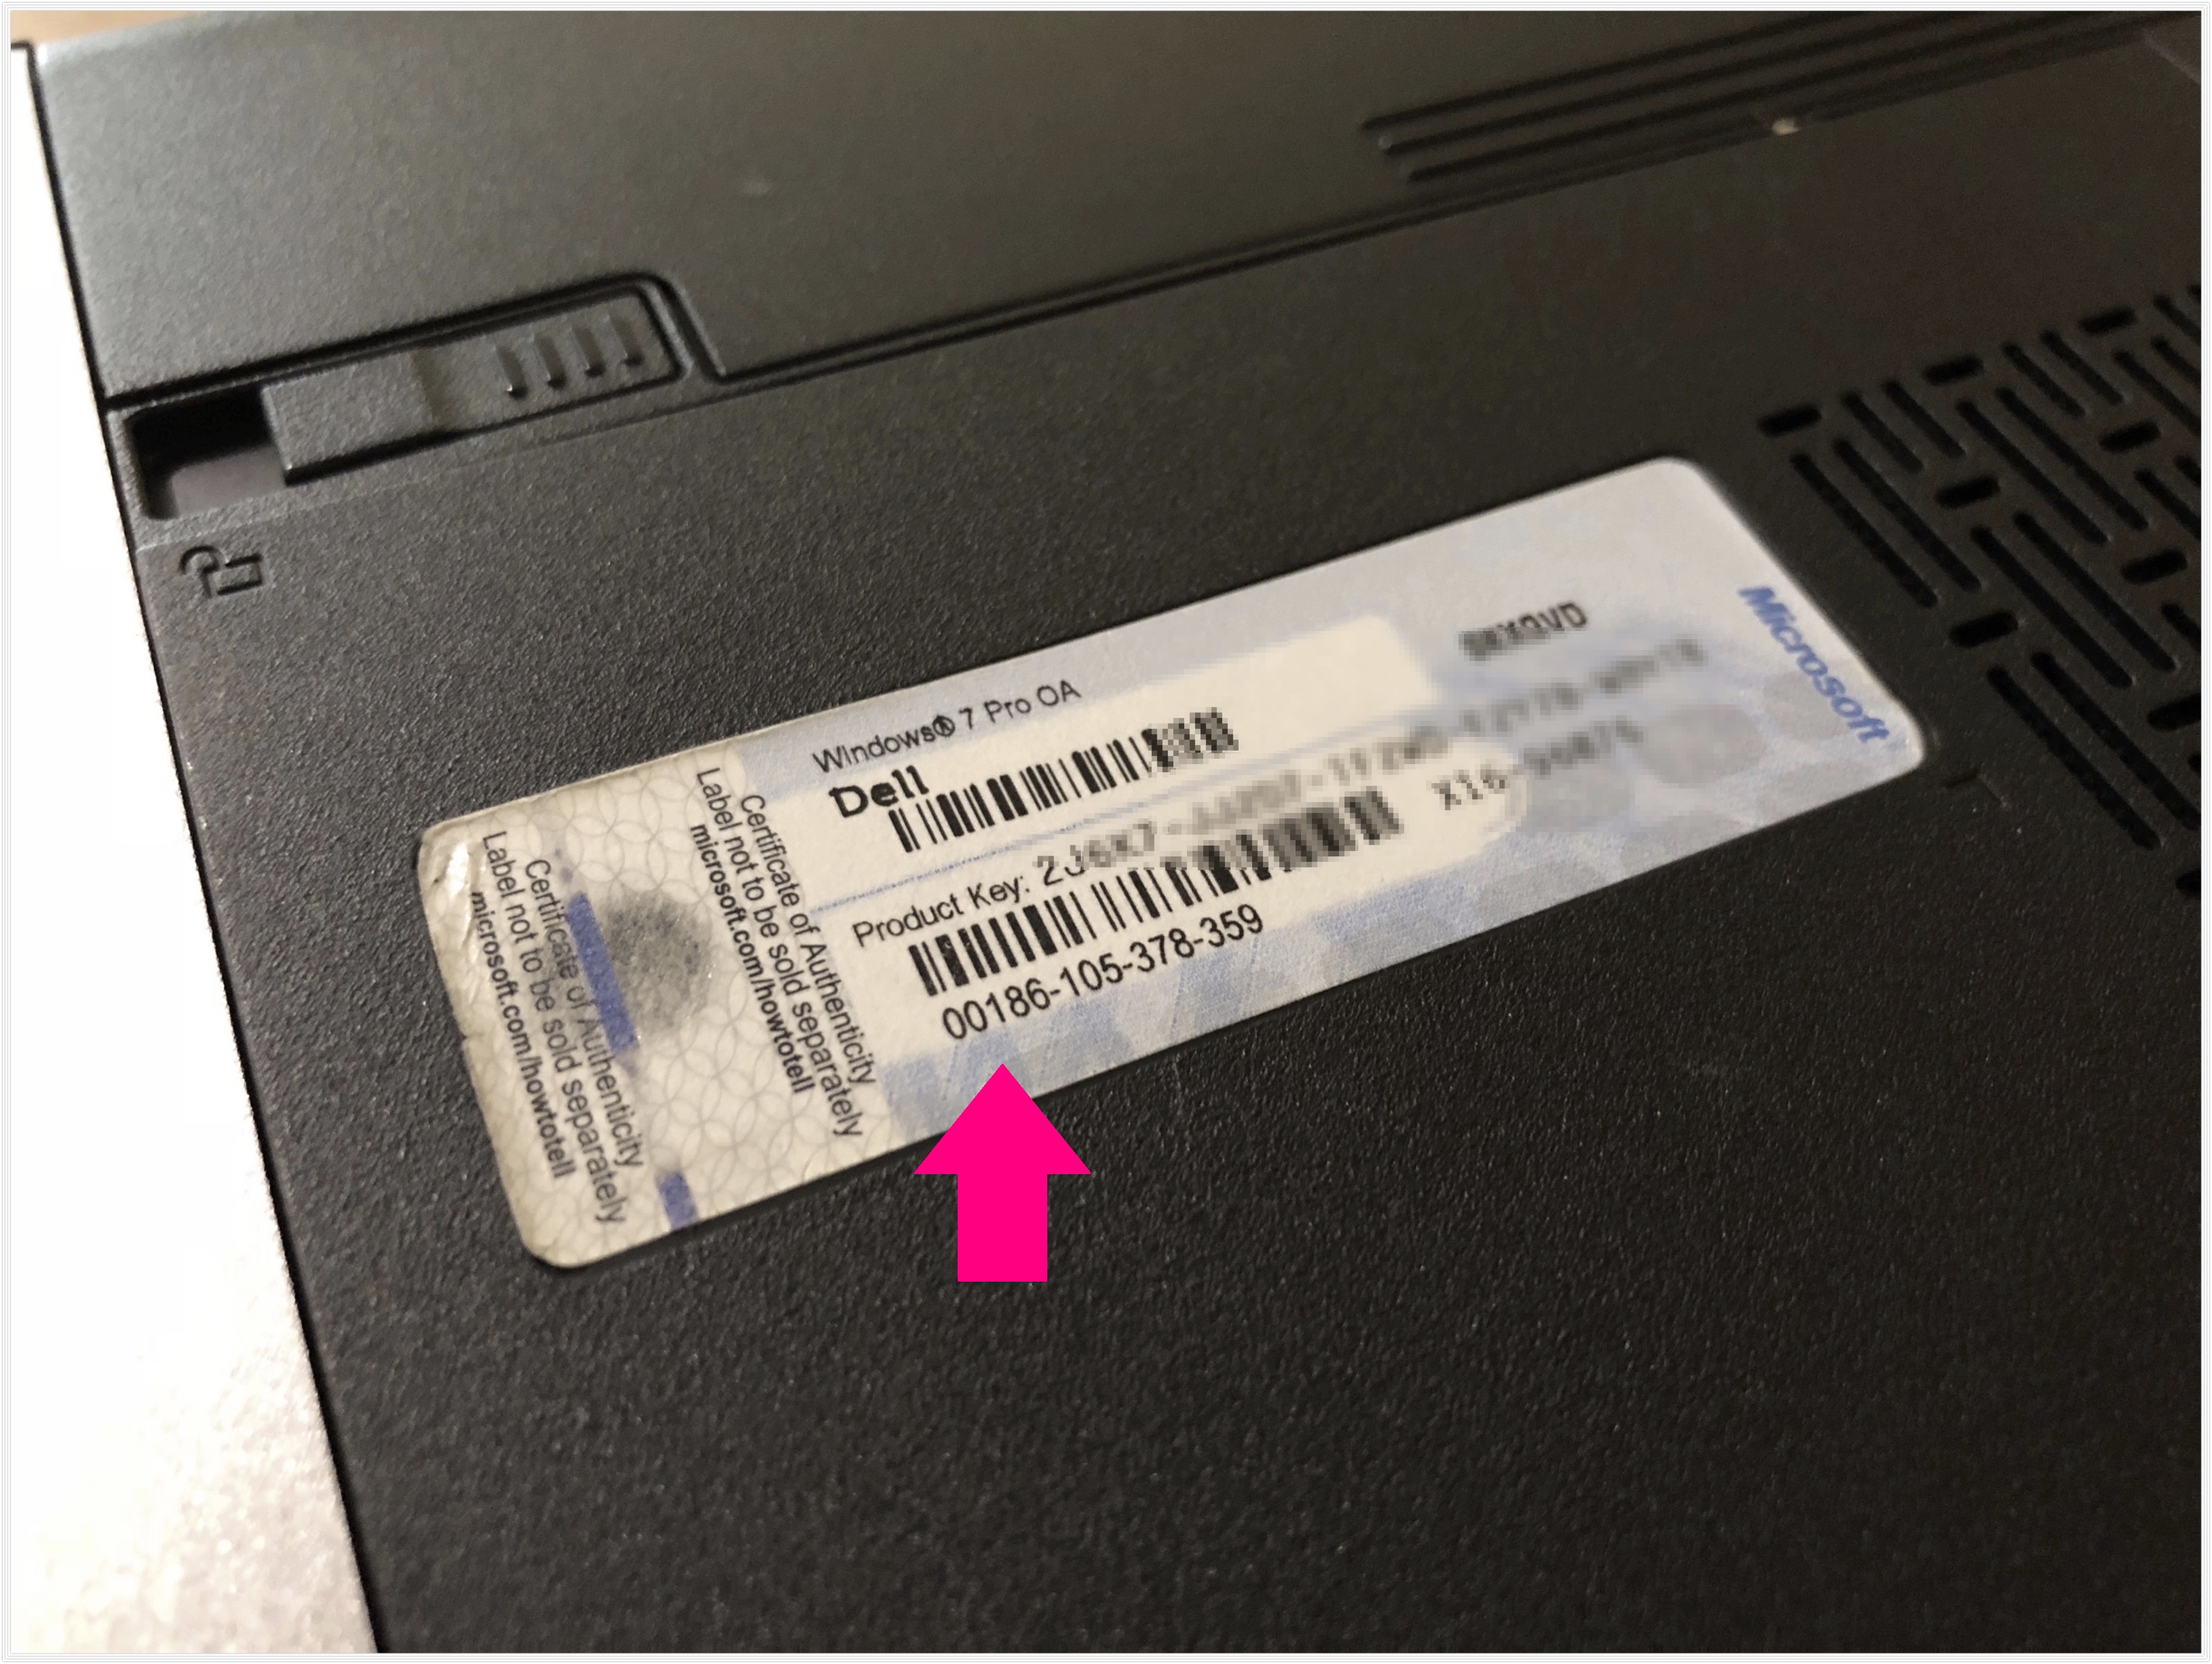 Windows® 7 Pro OA
Dell
Product Key:
00186-105-378-359
Microsoft
Certificate of Authenticity
Label not to be sold separately
microsoft.com/howtotell
Certificate of Authenticity
Label not to be sold separately
microsoft.com/howtotell